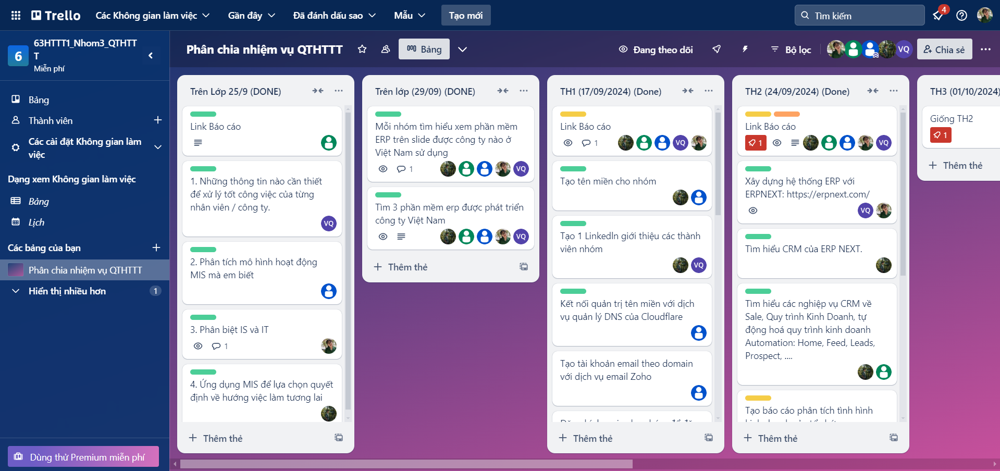 Trello
Các Không gian làm việc
Gần đây
Đã đánh dấu sao
Mẫu
Tạo mới
Tìm kiếm
4
6
63HTTT1_Nhom3_QTHTT
T
Miễn phí
Bảng
Thành viên
Các cài đặt Không gian làm
việc
Dạng xem Không gian làm việc
Bảng
Lịch
Các bảng của bạn
Phân chia nhiệm vụ QTHTTT
Hiển thị nhiều hơn
1
Dùng thử Premium miễn phí
Phân chia nhiệm vụ QTHTTT
Bảng
Đang theo dõi
Bộ lọc
VQ
Chia sẻ
Trên Lớp 25/9 (DONE)
Link Báo cáo
1. Những thông tin nào cần thiết
để xử lý tốt công việc của từng
nhân viên / công ty.
VQ
2. Phân tích mô hình hoạt động
MIS mà em biết
3. Phân biệt IS và IT
1
4. Ứng dụng MIS để lựa chọn quyết
định về hướng việc làm tương lai
Thêm thẻ
Trên lớp (29/09) (DONE)
Mỗi nhóm tìm hiểu xem phần mềm
ERP trên slide được công ty nào ở
Việt Nam sử dụng
1
VQ
Tìm 3 phần mềm erp được phát triển
công ty Việt Nam
VQ
Thêm thẻ
TH1 (17/09/2024) (Done)
Link Báo cáo
1
VQ
Tạo tên miền cho nhóm
Tạo 1 LinkedIn giới thiệu các thành
viên nhóm
VQ
Kết nối quản trị tên miền với dịch
vụ quản lý DNS của Cloudflare
Tạo tài khoản email theo domain
với dịch vụ email Zoho
Thêm thẻ
TH2 (24/09/2024) (Done)
Link Báo cáo
1
VQ
Xây dựng hệ thống ERP với
ERPNEXT: https://erpnext.com/
VQ
Tìm hiểu CRM của ERP NEXT.
Tìm hiểu các nghiệp vụ CRM về
Sale, Quy trình Kinh Doanh, tự
động hoá quy trình kinh doanh
Automation: Home, Feed, Leads,
Prospect, ....
Tạo báo cáo phân tích tình hình
Thêm thẻ
TH3 (01/10/2024)
Giống TH2
1
Thêm thẻ